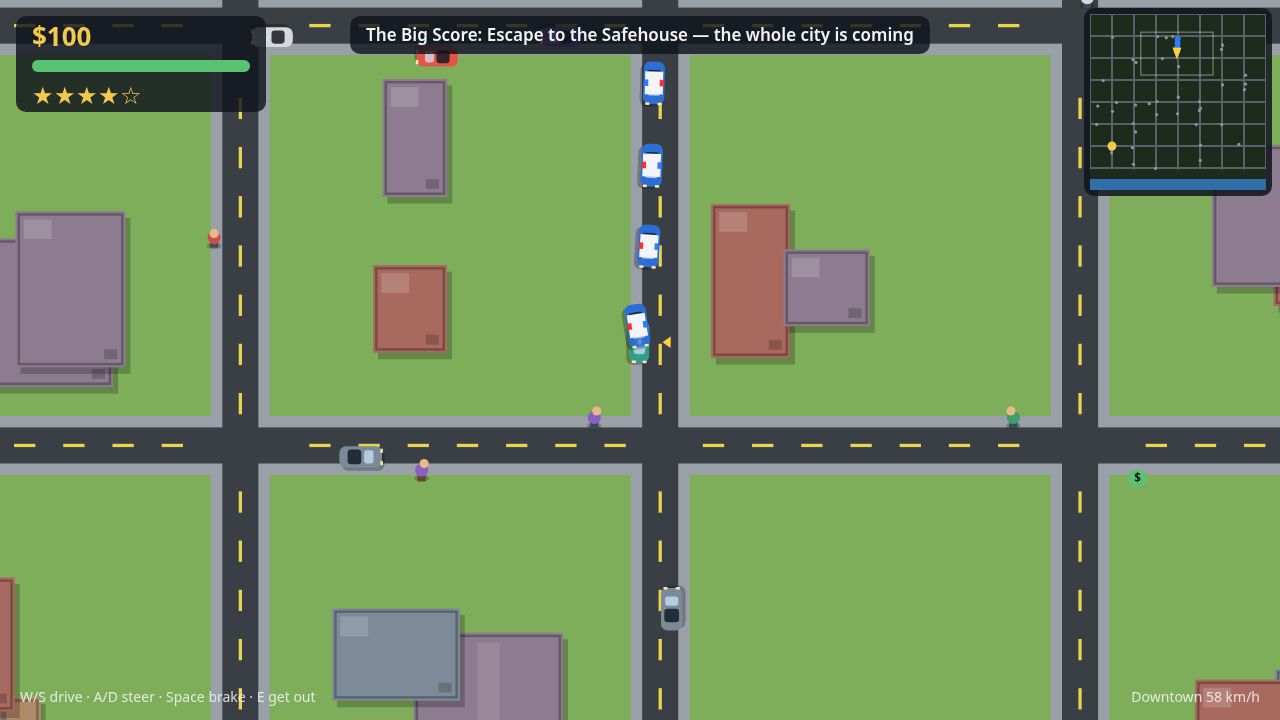 $100
The Big Score: Escape to the Safehouse — the whole city is coming
★★★★☆
$
W/S drive · A/D steer · Space brake · E get out
Downtown 58 km/h